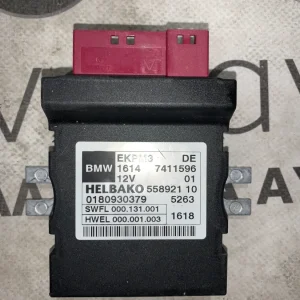 EKPM3 DE
BMW 1614 7411596
12V 01
HELBAKO 558921 10
0180930379 5263
SWFL 000.131.001
HWEL 000.001.003 1618